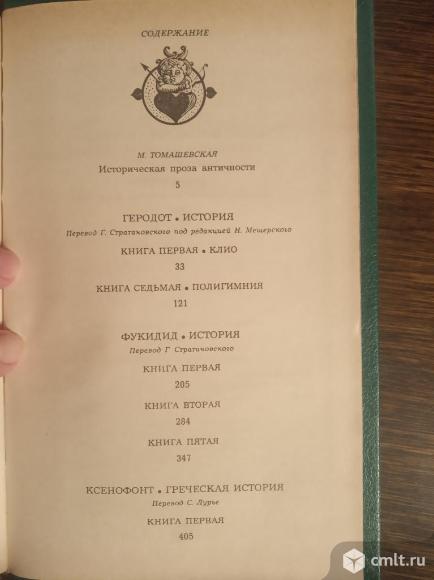 СОДЕРЖАНИЕ
М. ТОМАШЕВСКАЯ
Историческая проза античности
5
ГЕРОДОТ • ИСТОРИЯ
Перевод Г. Стратановского под редакцией Н. Мещерского
КНИГА ПЕРВАЯ • КЛИО
33
КНИГА СЕДЬМАЯ • ПОЛИГИМНИЯ
121
ФУКИДИД • ИСТОРИЯ
Перевод Г Стратановского
КНИГА ПЕРВАЯ
205
КНИГА ВТОРАЯ
284
КНИГА ПЯТАЯ
347
КСЕНОФОНТ • ГРЕЧЕСКАЯ ИСТОРИЯ
Перевод С. Лурье
КНИГА ПЕРВАЯ
405
cmlt.ru